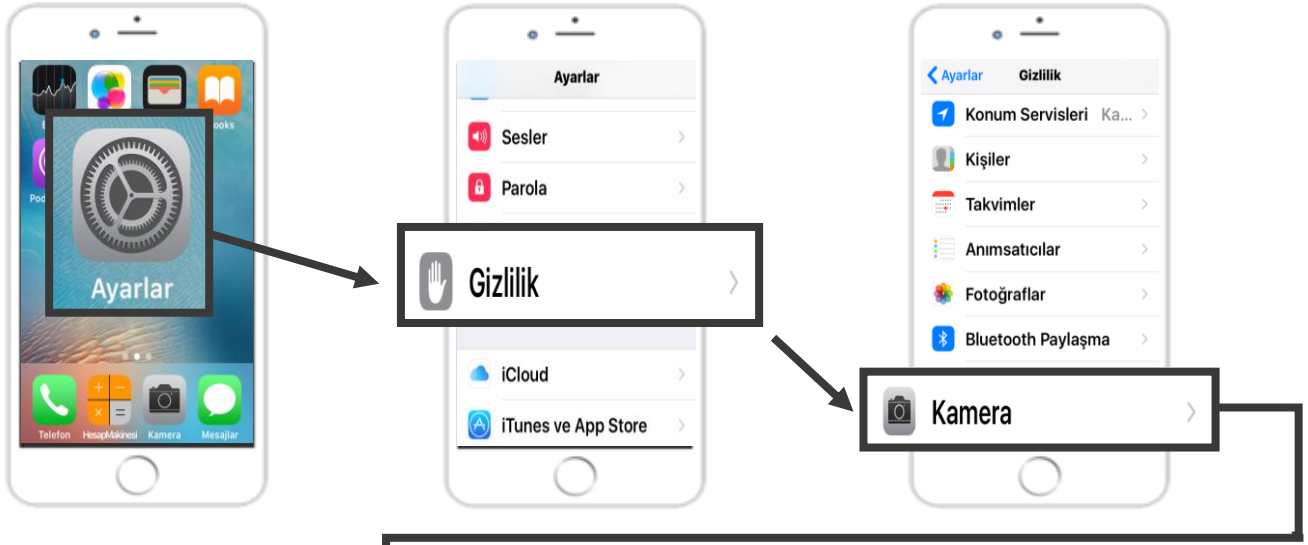 ooks
Pod
Ayarlar
Telefon
HesapMakinesi
Kamera
Mesajlar
Ayarlar
Sesler
Parola
Gizlilik
iCloud
iTunes ve App Store
Ayarlar Gizlilik
Konum Servisleri Ka...
Kişiler
Takvimler
Anımsatıcılar
Fotoğraflar
Bluetooth Paylaşma
Kamera